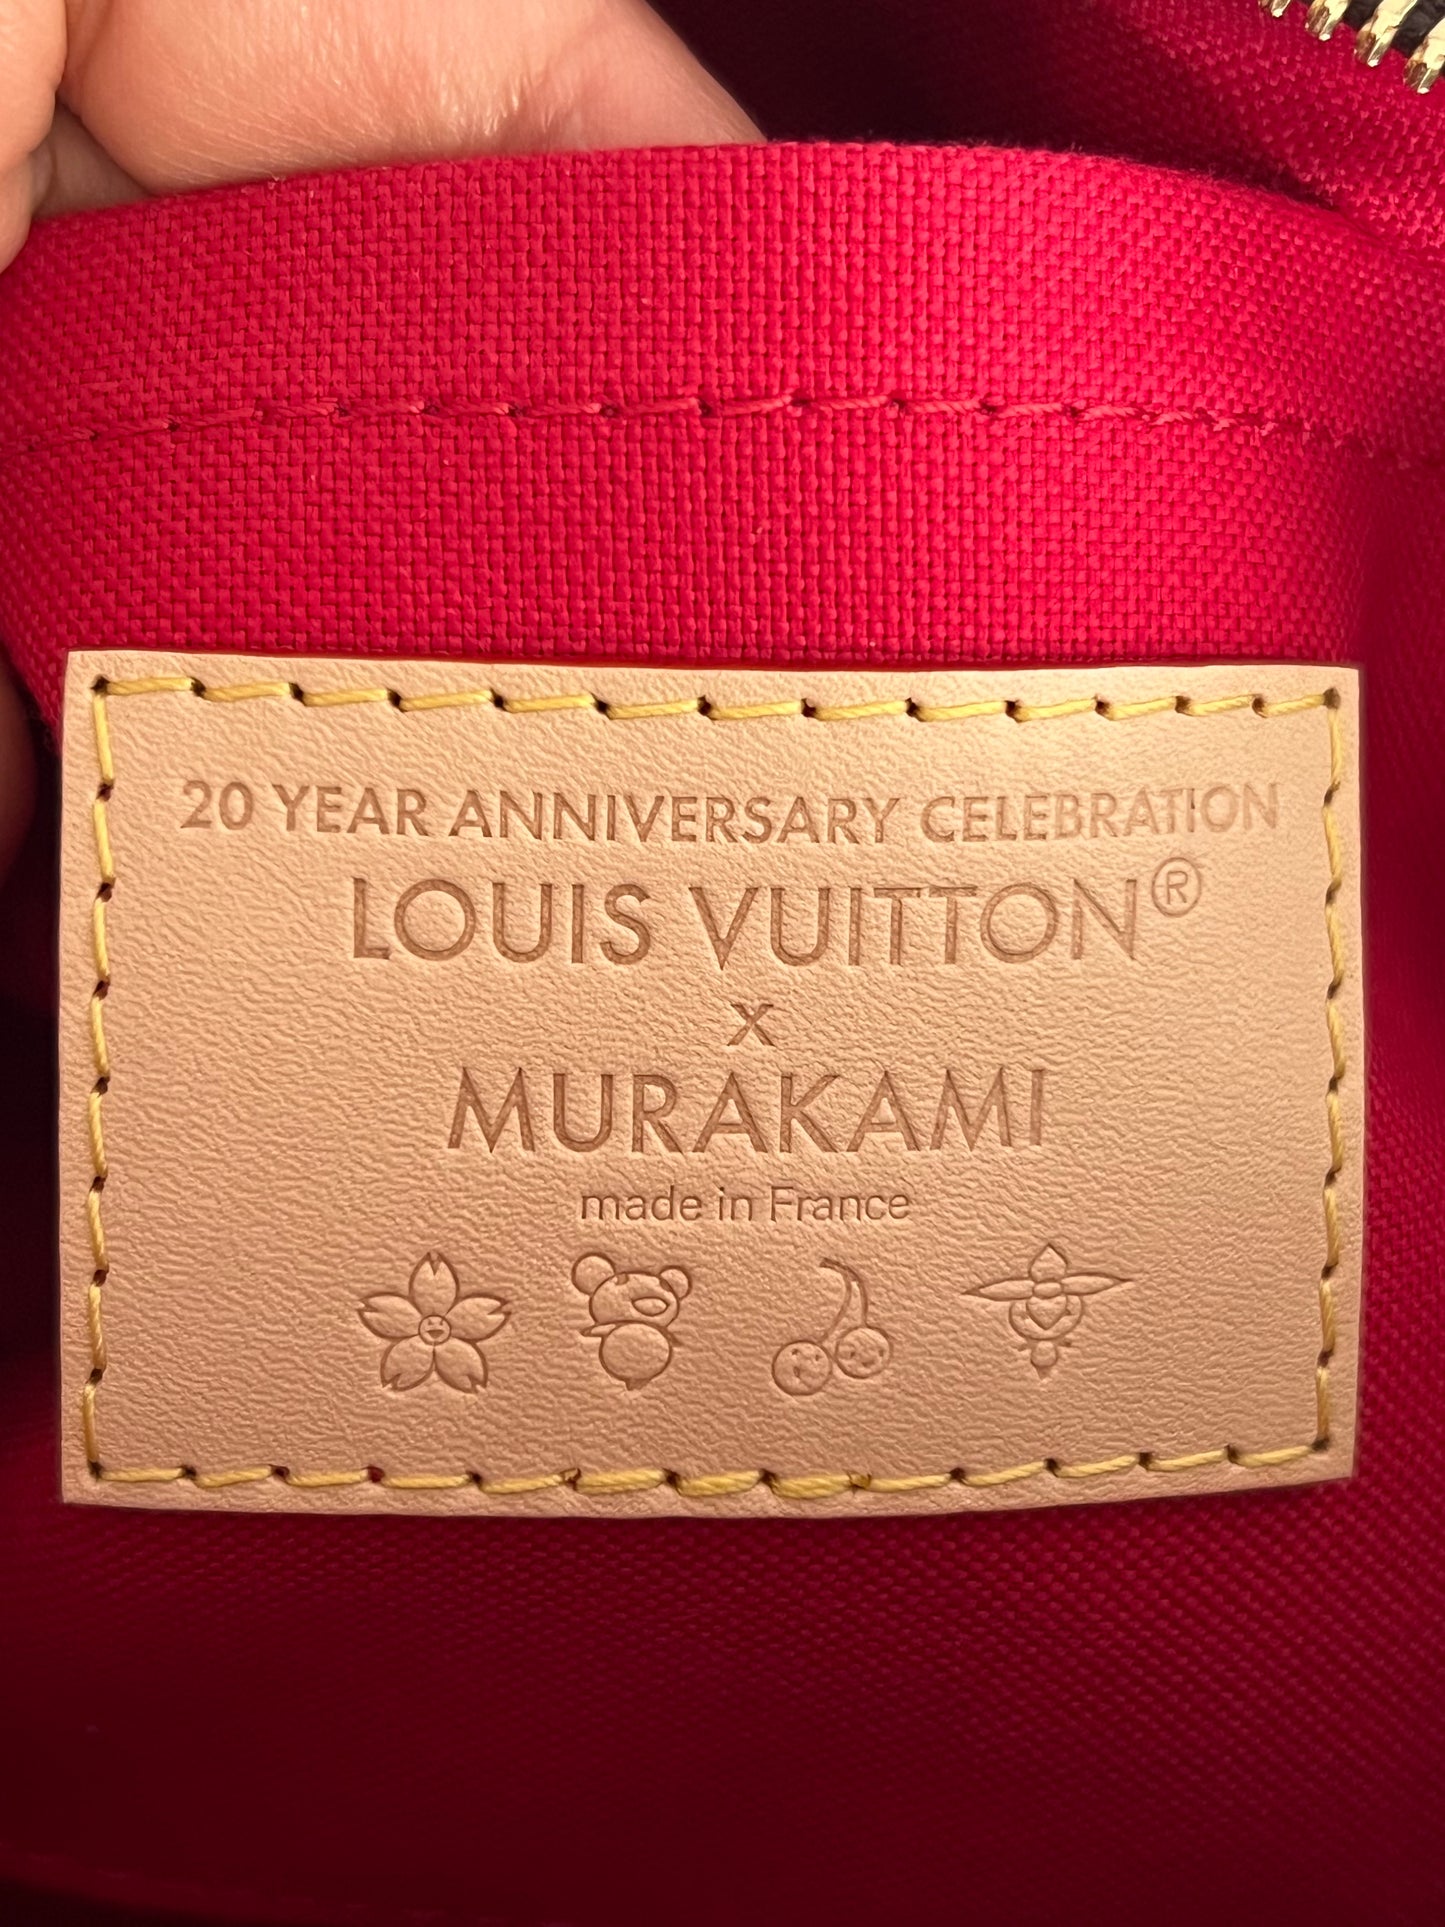 20 YEAR ANNIVERSARY CELEBRATION
LOUIS VUITTON®
x
MURAKAMI
made in France